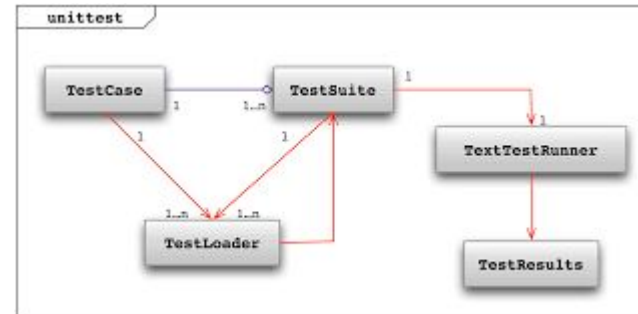 unittest
TestCase
TestSuite
1
1
1…n
1
1
1
TextTestRunner
1…n
1…n
TestLoader
TestResults